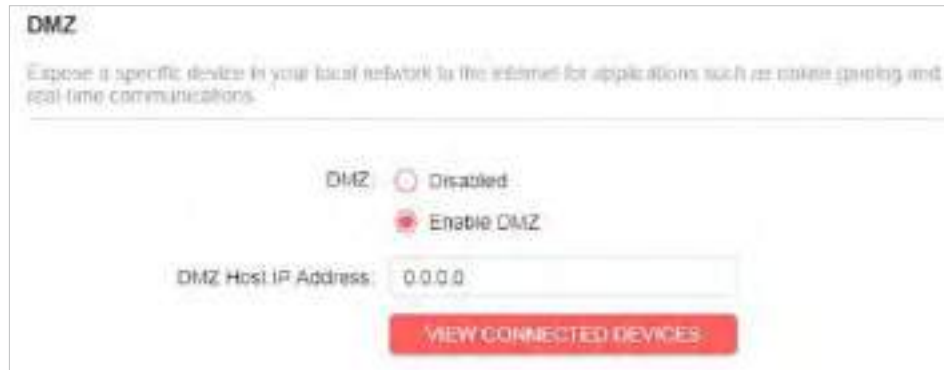 DMZ
Expose a specific device in your local network to the internet for applications such as online gaming and
real-time communications.
DMZ: Disabled
Enable DMZ
DMZ Host IP Address: 0.0.0.0
VIEW CONNECTED DEVICES